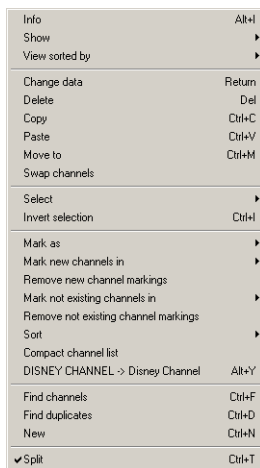 Info Alt+I
Show
View sorted by
Change data Return
Delete Del
Copy Ctrl+C
Paste Ctrl+V
Move to Ctrl+M
Swap channels
Select
Invert selection Ctrl+I
Mark as
Mark new channels in
Remove new channel markings
Mark not existing channels in
Remove not existing channel markings
Sort
Compact channel list
DISNEY CHANNEL -> Disney Channel Alt+Y
Find channels Ctrl+F
Find duplicates Ctrl+D
New Ctrl+N
Split Ctrl+T